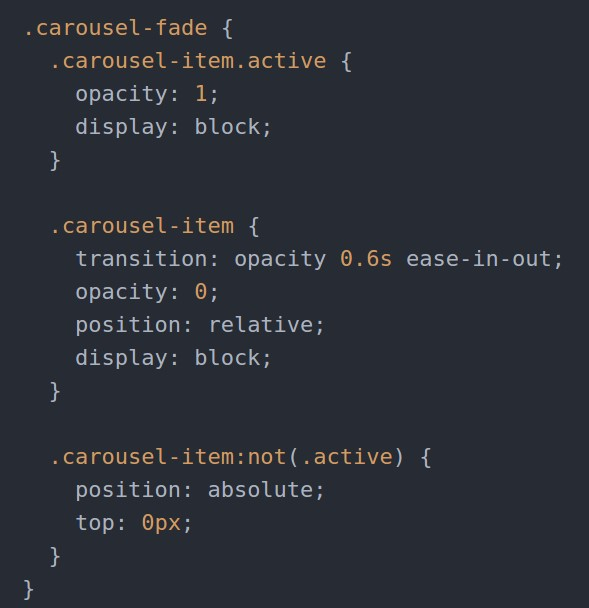 .carousel-fade {
  .carousel-item.active {
    opacity: 1;
    display: block;
  }

  .carousel-item {
    transition: opacity 0.6s ease-in-out;
    opacity: 0;
    position: relative;
    display: block;
  }

  .carousel-item:not(.active) {
    position: absolute;
    top: 0px;
  }
}